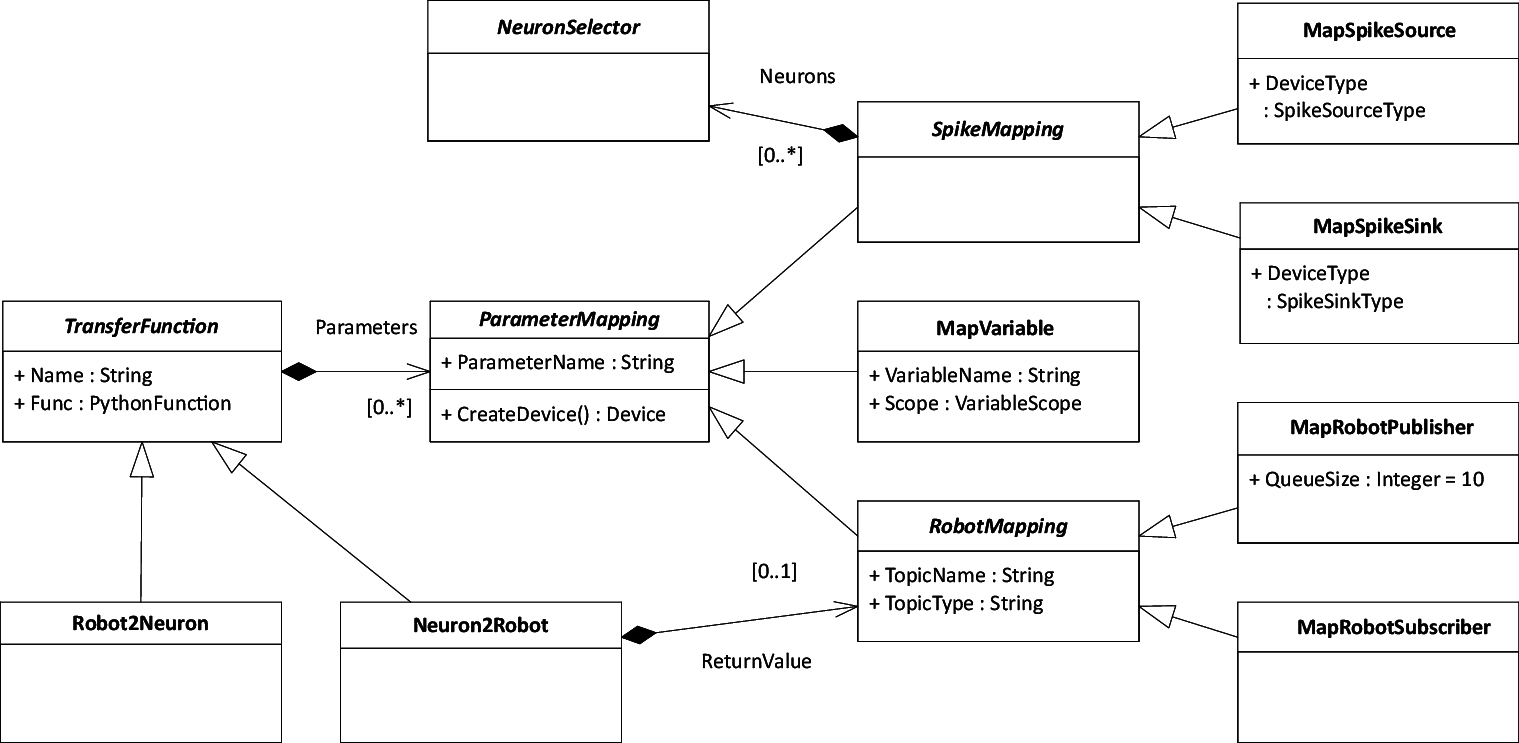 NeuronSelector
Neurons
[0..*]
SpikeMapping
MapSpikeSource
+ DeviceType
: SpikeSourceType
MapSpikeSink
+ DeviceType
: SpikeSinkType
TransferFunction
+ Name : String
+ Func : PythonFunction
Parameters
[0..*]
ParameterMapping
+ ParameterName : String
+ CreateDevice() : Device
MapVariable
+ VariableName : String
+ Scope : VariableScope
MapRobotPublisher
+ QueueSize : Integer = 10
RobotMapping
+ TopicName : String
+ TopicType : String
[0..1]
ReturnValue
Robot2Neuron
Neuron2Robot
MapRobotSubscriber